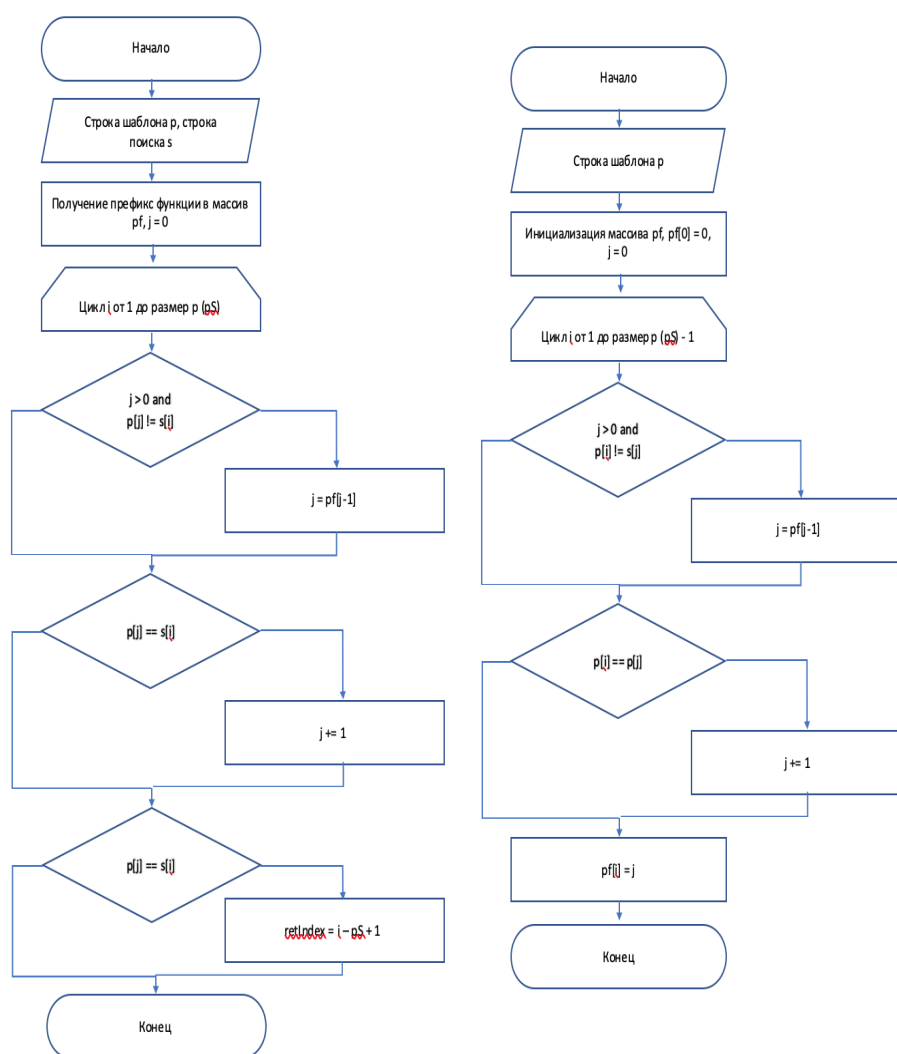 Начало
Строка шаблона p, строка
поиска s
Получение префикс функции в массив
pf, j = 0
Цикл i от 1 до размер p (pS)
j > 0 and
p[j] != s[i]
j = pf[j-1]
p[j] == s[i]
j += 1
p[j] == s[i]
retIndex = i – pS + 1
Конец
Начало
Строка шаблона p
Инициализация массива pf, pf[0] = 0,
j = 0
Цикл i от 1 до размер p (pS) - 1
j > 0 and
p[i] != s[j]
j = pf[j-1]
p[i] == p[j]
j += 1
pf[i] = j
Конец